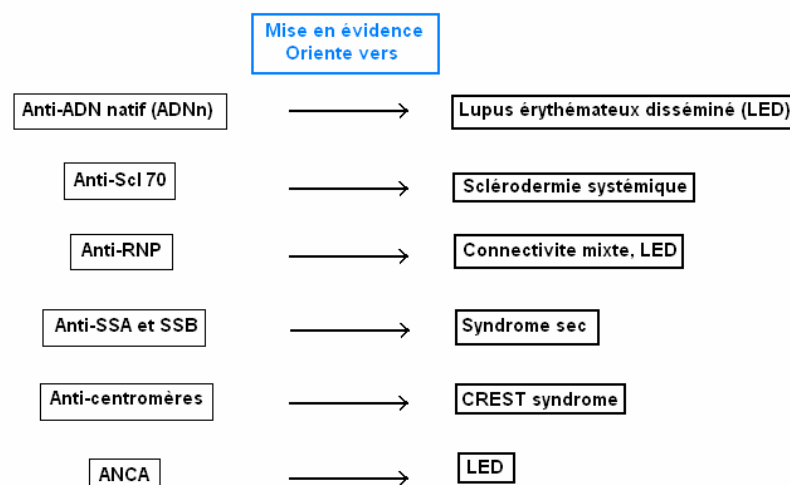 Mise en évidence
Oriente vers
Anti-ADN natif (ADNn)
Lupus érythémateux disséminé (LED)
Anti-Scl 70
Sclérodermie systémique
Anti-RNP
Connectivite mixte, LED
Anti-SSA et SSB
Syndrome sec
Anti-centromères
CREST syndrome
ANCA
LED